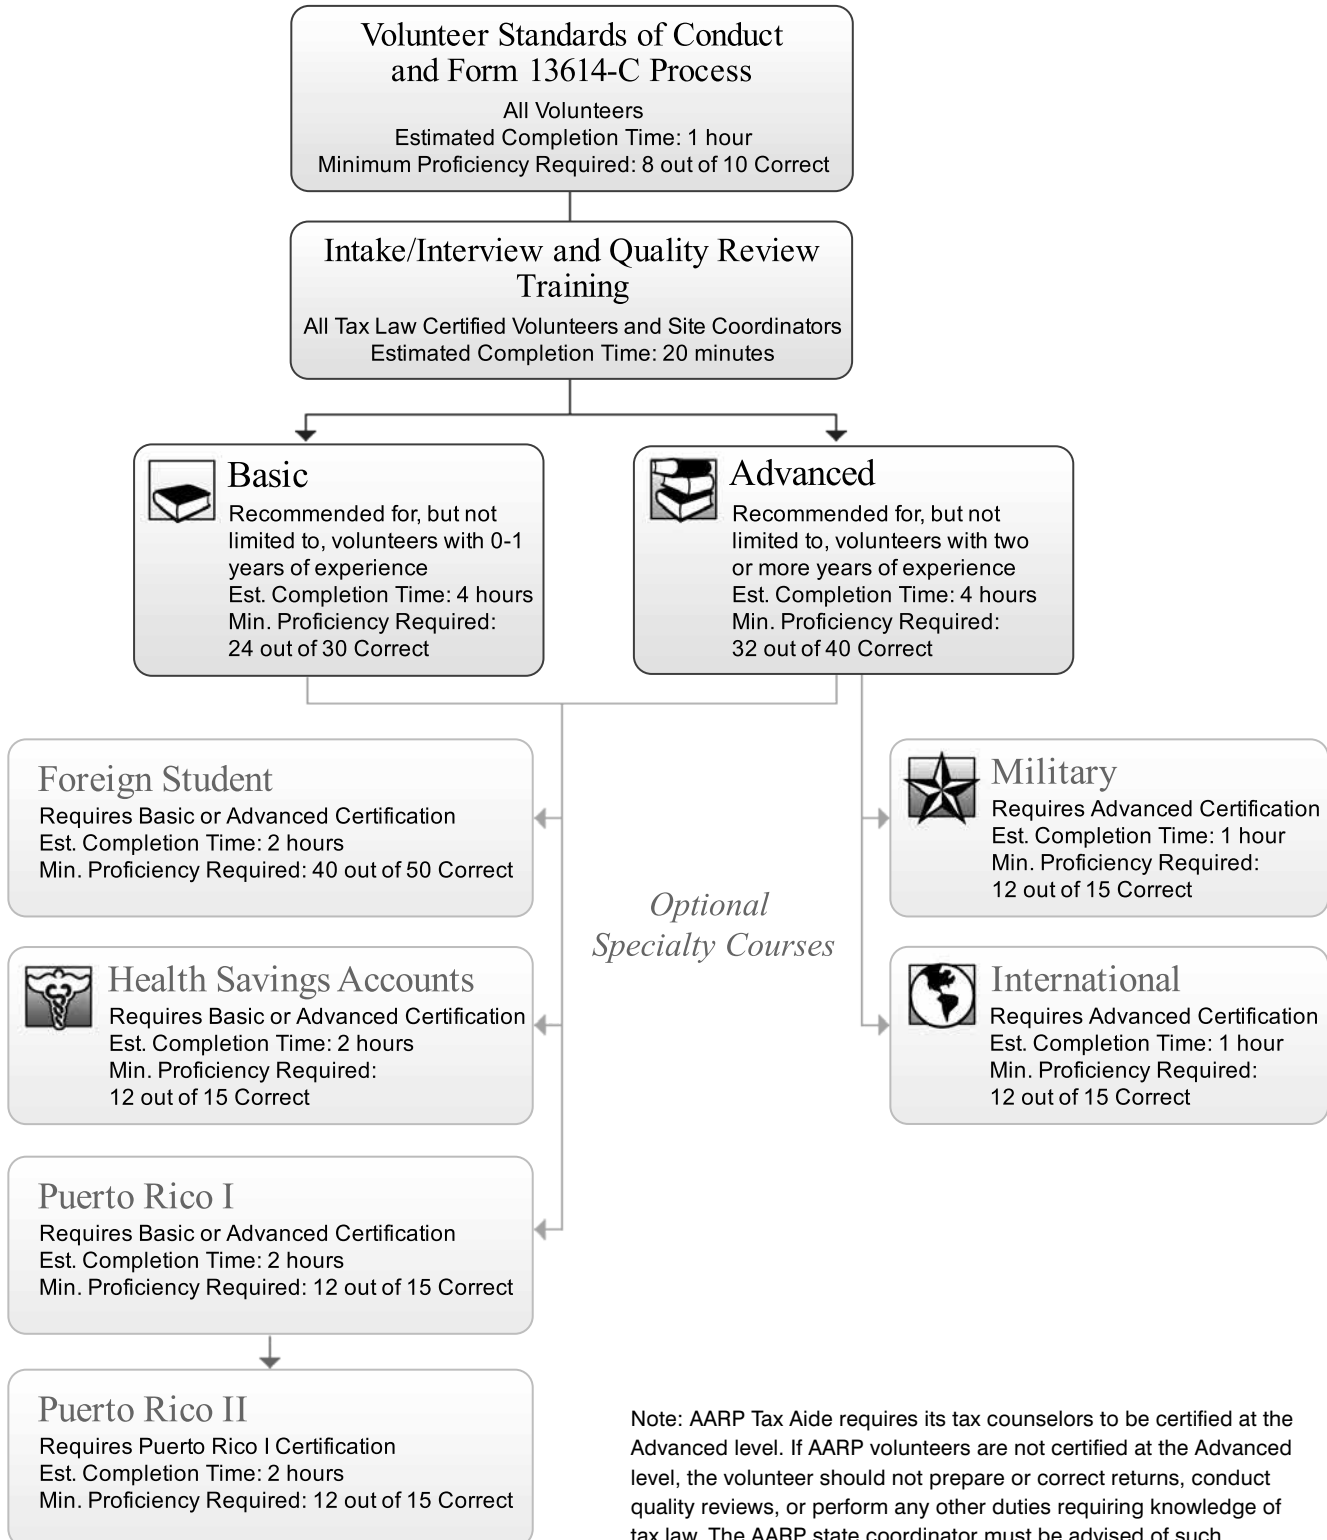 Volunteer Standards of Conduct
and Form 13614-C Process
All Volunteers
Estimated Completion Time: 1 hour
Minimum Proficiency Required: 8 out of 10 Correct
Intake/Interview and Quality Review
Training
All Tax Law Certified Volunteers and Site Coordinators
Estimated Completion Time: 20 minutes
Basic
Recommended for, but not
limited to, volunteers with 0-1
years of experience
Est. Completion Time: 4 hours
Min. Proficiency Required:
24 out of 30 Correct
Advanced
Recommended for, but not
limited to, volunteers with two
or more years of experience
Est. Completion Time: 4 hours
Min. Proficiency Required:
32 out of 40 Correct
Foreign Student
Requires Basic or Advanced Certification
Est. Completion Time: 2 hours
Min. Proficiency Required: 40 out of 50 Correct
Military
Requires Advanced Certification
Est. Completion Time: 1 hour
Min. Proficiency Required:
12 out of 15 Correct
Optional
Specialty Courses
Health Savings Accounts
Requires Basic or Advanced Certification
Est. Completion Time: 2 hours
Min. Proficiency Required:
12 out of 15 Correct
International
Requires Advanced Certification
Est. Completion Time: 1 hour
Min. Proficiency Required:
12 out of 15 Correct
Puerto Rico I
Requires Basic or Advanced Certification
Est. Completion Time: 2 hours
Min. Proficiency Required: 12 out of 15 Correct
Puerto Rico II
Requires Puerto Rico I Certification
Est. Completion Time: 2 hours
Min. Proficiency Required: 12 out of 15 Correct
Note: AARP Tax Aide requires its tax counselors to be certified at the
Advanced level. If AARP volunteers are not certified at the Advanced
level, the volunteer should not prepare or correct returns, conduct
quality reviews, or perform any other duties requiring knowledge of
tax law. The AARP state coordinator must be advised of such